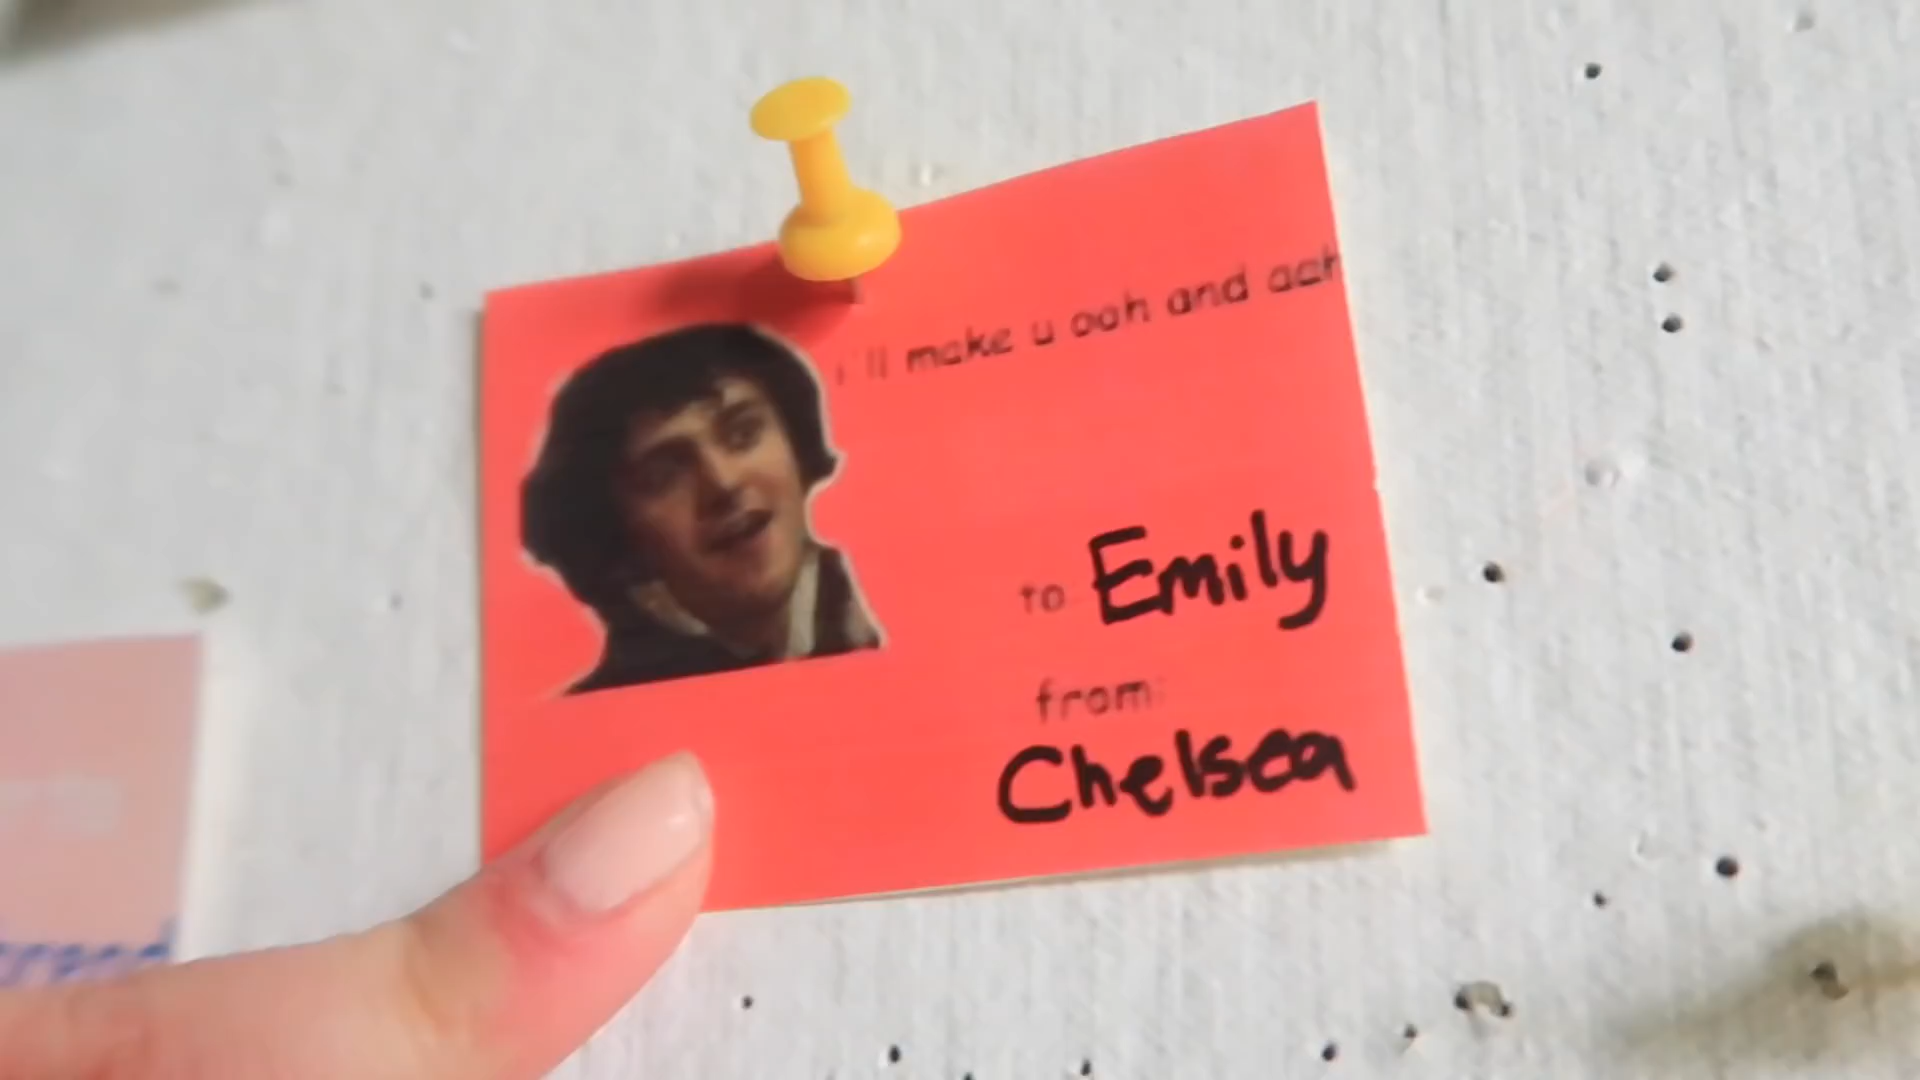 i'll make u ooh and aah
to Emily
from:
Chelsea